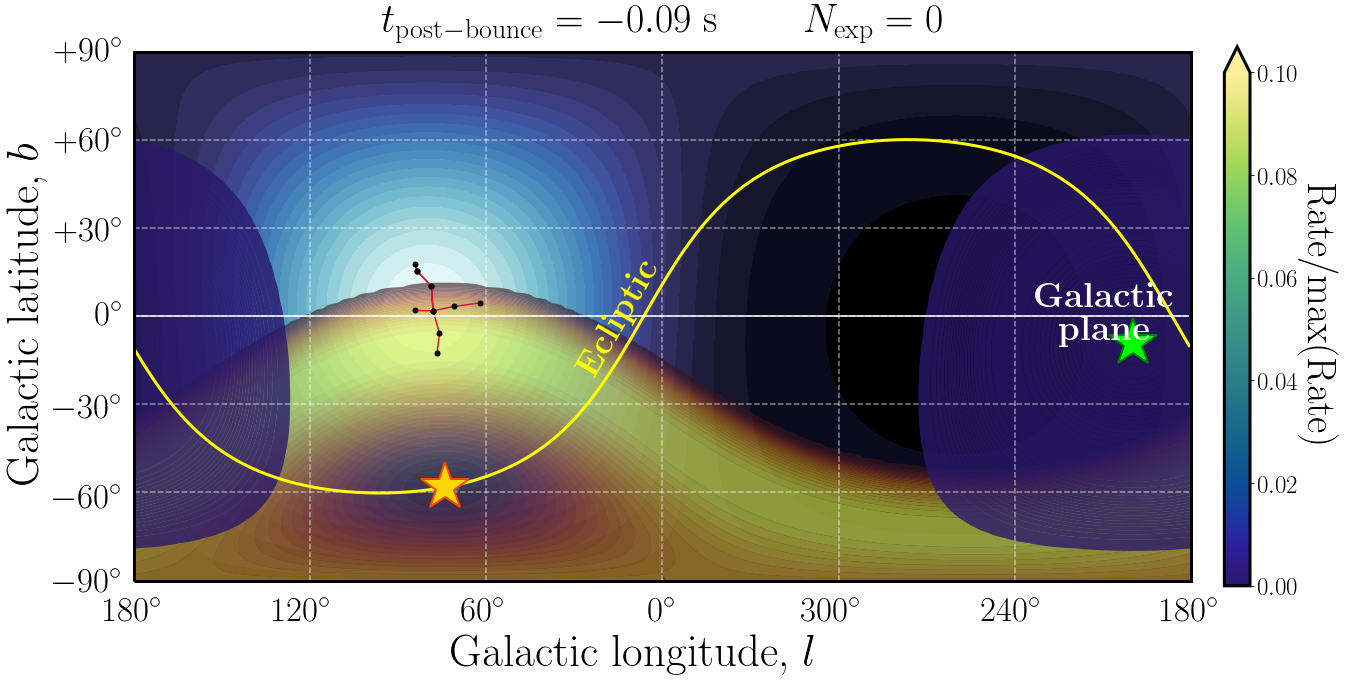 t_post−bounce = −0.09 s N_exp = 0
+90°
+60°
+30°
0°
−30°
−60°
−90°
Galactic latitude, b
Ecliptic
Galactic
plane
180° 120° 60° 0° 300° 240° 180°
Galactic longitude, l
0.10
0.08
0.06
0.04
0.02
0.00
Rate/max(Rate)